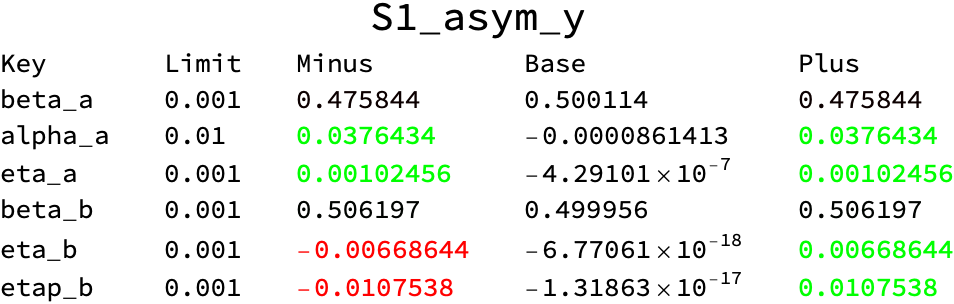 S1_asym_y
Key Limit Minus Base Plus
beta_a 0.001 0.475844 0.500114 0.475844
alpha_a 0.01 0.0376434 -0.0000861413 0.0376434
eta_a 0.001 0.00102456 -4.29101×10⁻⁷ 0.00102456
beta_b 0.001 0.506197 0.499956 0.506197
eta_b 0.001 -0.00668644 -6.77061×10⁻¹⁸ 0.00668644
etap_b 0.001 -0.0107538 -1.31863×10⁻¹⁷ 0.0107538